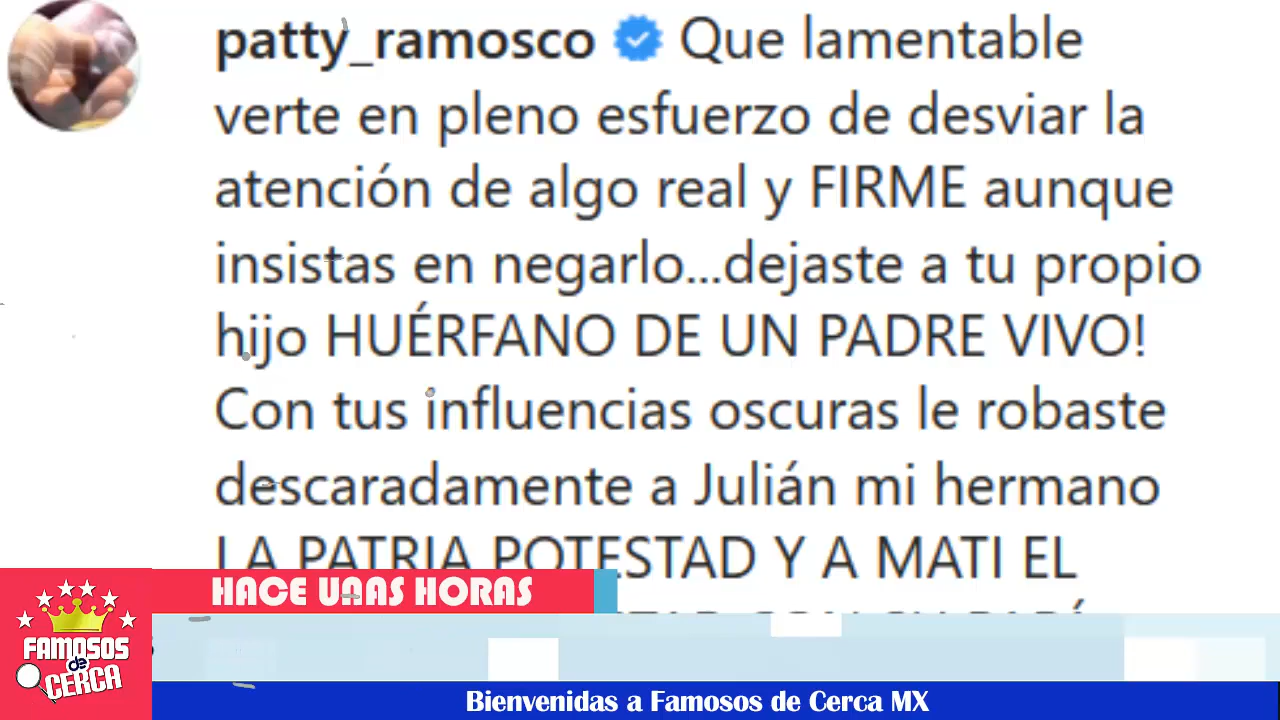 patty_ramosco Que lamentable
verte en pleno esfuerzo de desviar la
atención de algo real y FIRME aunque
insistas en negarlo...dejaste a tu propio
hijo HUÉRFANO DE UN PADRE VIVO!
Con tus influencias oscuras le robaste
descaradamente a Julián mi hermano
LA PATRIA POTESTAD Y A MATI EL
HACE UNAS HORAS
FAMOSOS
de
CERCA
Bienvenidas a Famosos de Cerca MX